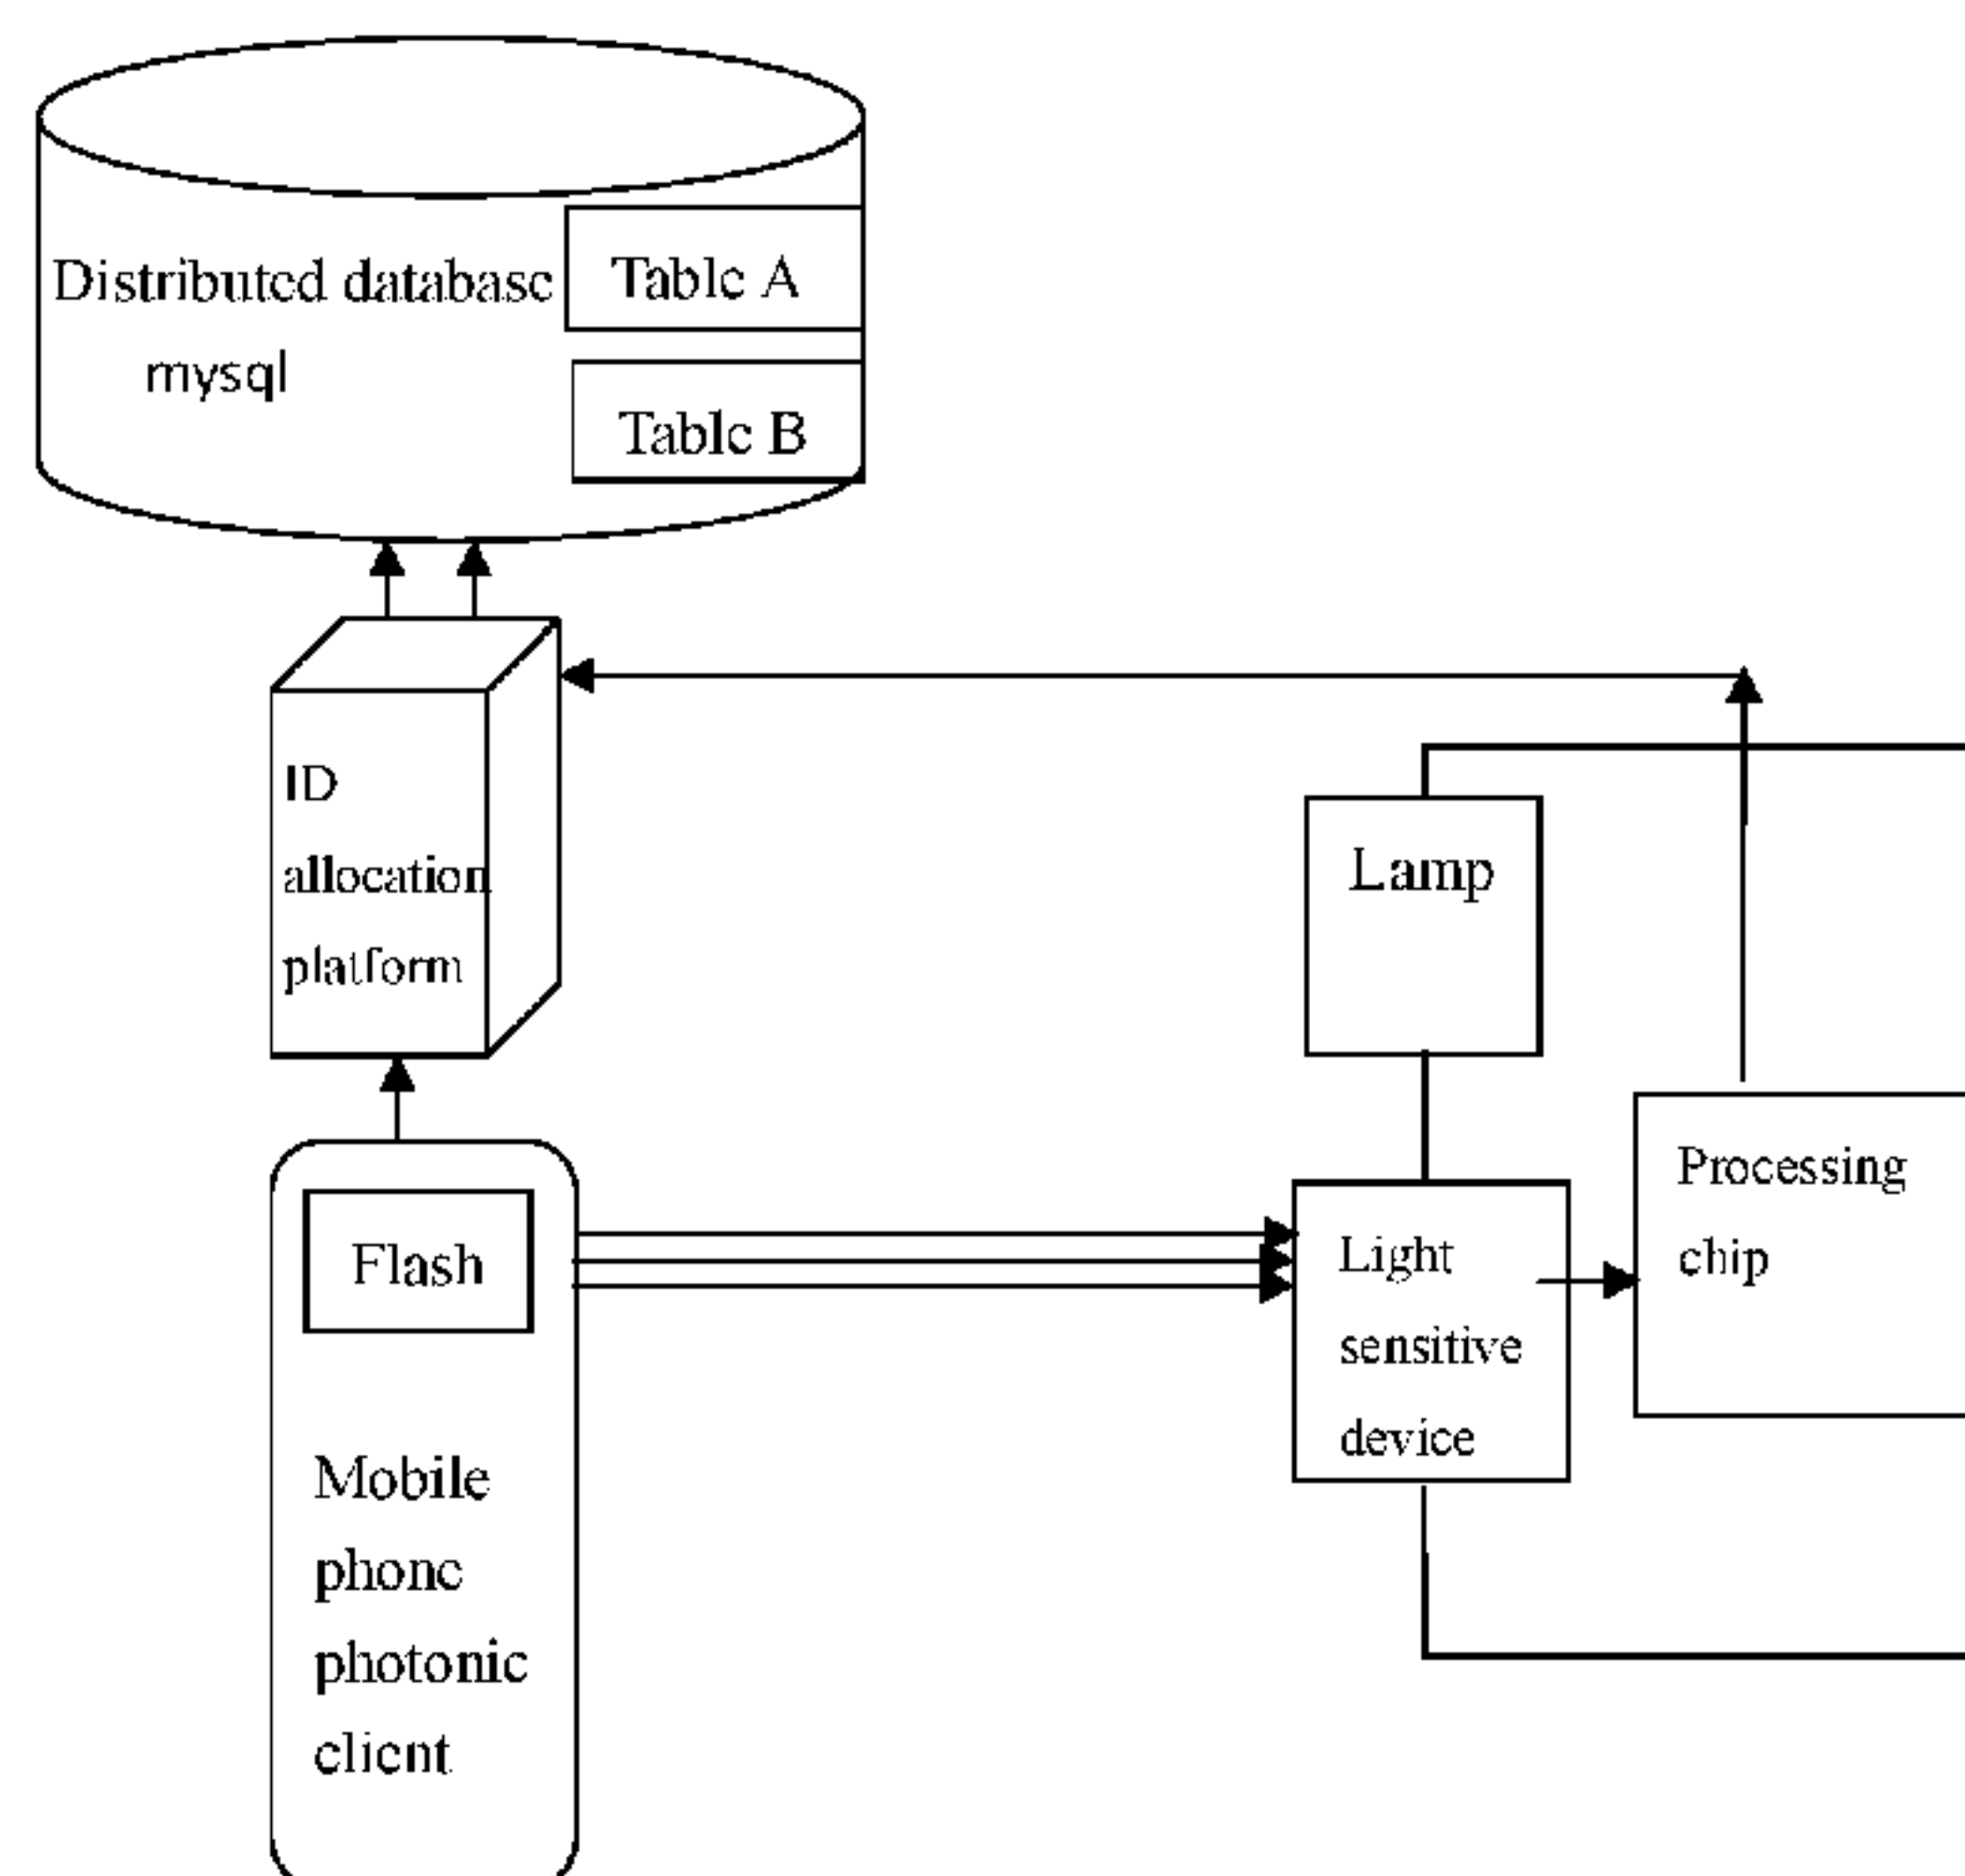 Distributed database
mysql
Table A
Table B
ID
allocation
platform
Lamp
Processing
chip
Flash
Light
sensitive
device
Mobile
phone
photonic
client